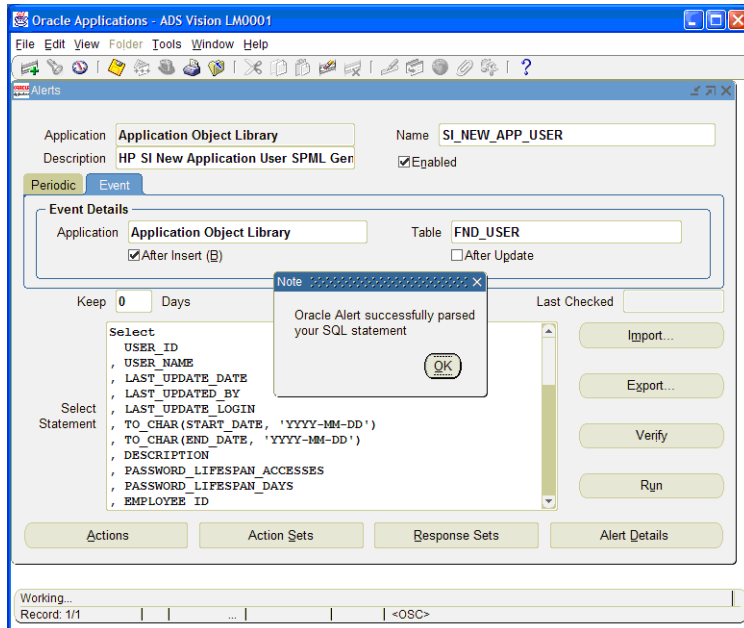 Oracle Applications - ADS Vision LM0001
File Edit View Folder Tools Window Help
Alerts
Application Application Object Library Name SI_NEW_APP_USER
Description HP SI New Application User SPML Gen Enabled
Periodic Event
Event Details
Application Application Object Library Table FND_USER
After Insert (B) After Update
Note
Keep 0 Days Last Checked
Oracle Alert successfully parsed
your SQL statement
OK
Select
Statement
Select
USER_ID
, USER_NAME
, LAST_UPDATE_DATE
, LAST_UPDATED_BY
, LAST_UPDATE_LOGIN
, TO_CHAR(START_DATE, 'YYYY-MM-DD')
, TO_CHAR(END_DATE, 'YYYY-MM-DD')
, DESCRIPTION
, PASSWORD_LIFESPAN_ACCESSES
, PASSWORD_LIFESPAN_DAYS
, EMPLOYEE_ID
Import...
Export...
Verify
Run
Actions Action Sets Response Sets Alert Details
Working...
Record: 1/1 ... <OSC>